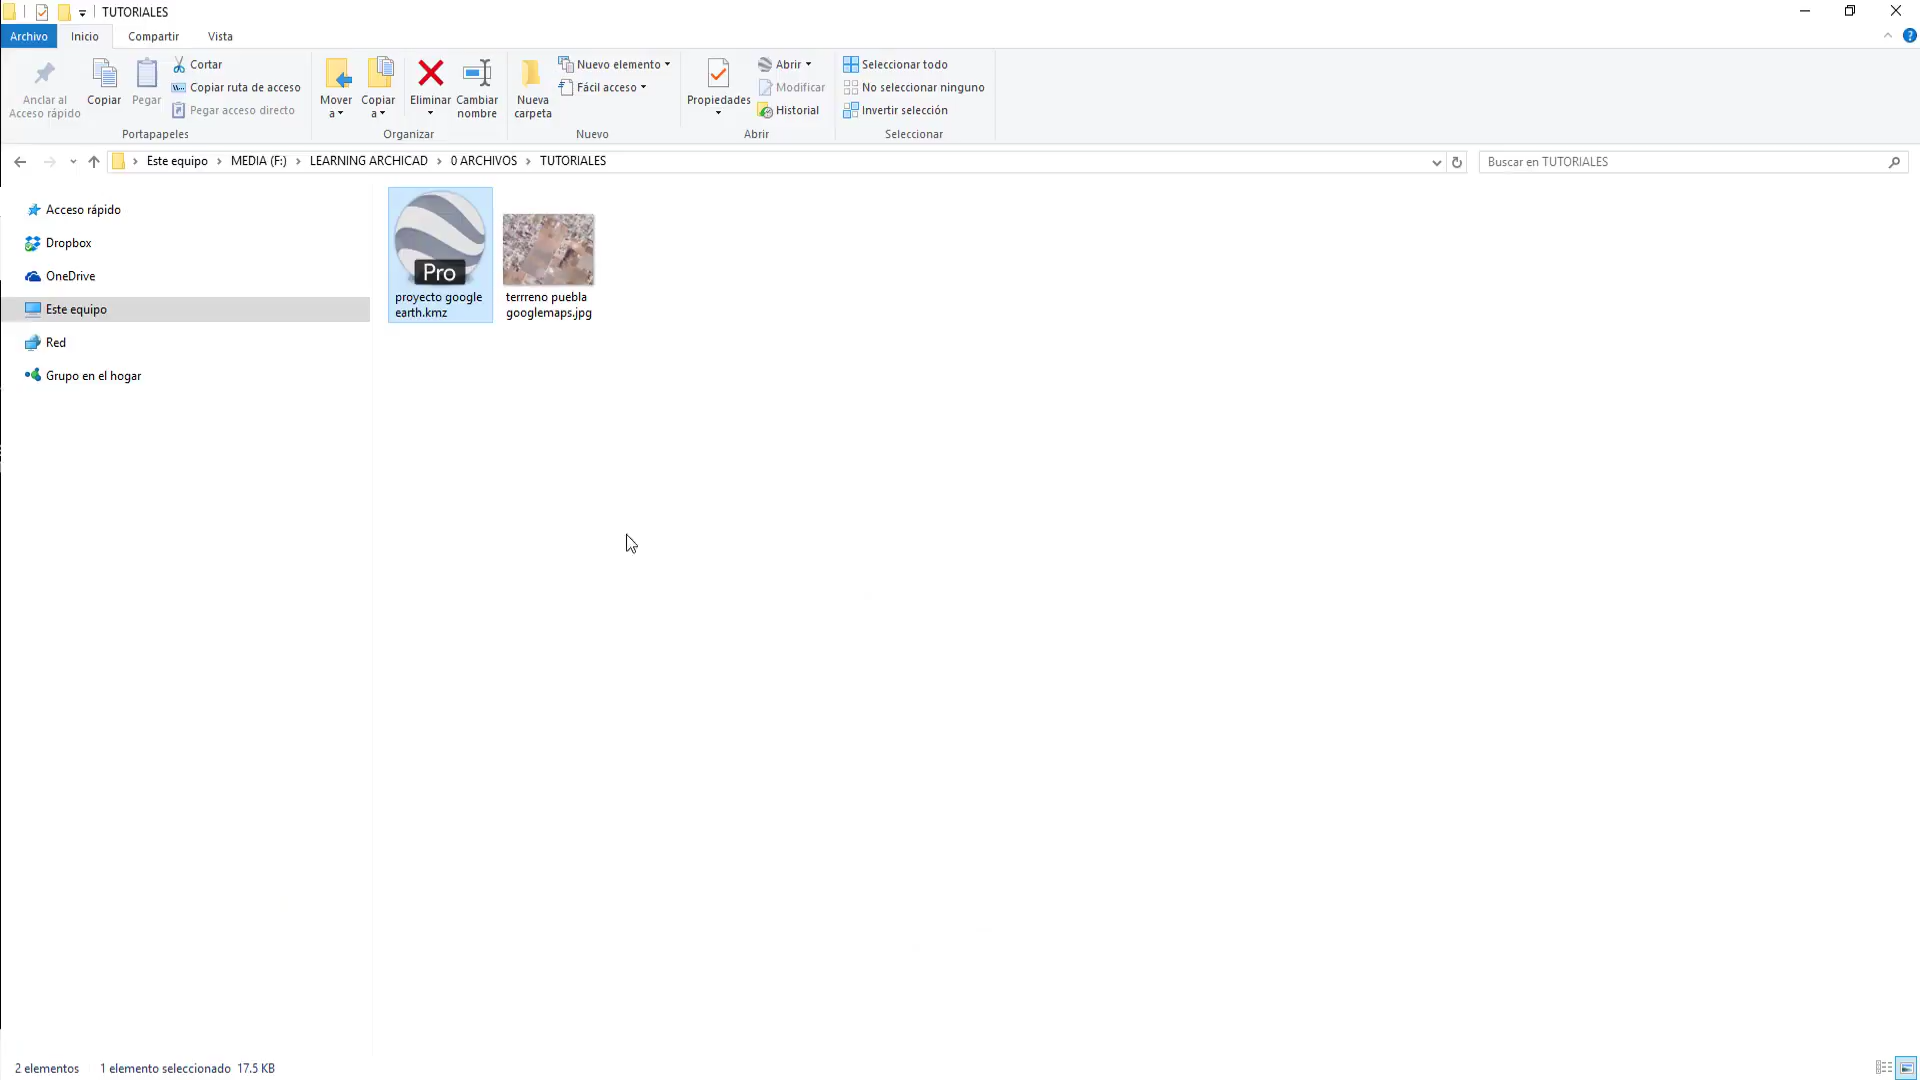 TUTORIALES
Archivo
Inicio
Compartir
Vista
Anclar al
Acceso rápido
Copiar
Pegar
Cortar
Copiar ruta de acceso
Pegar acceso directo
Portapapeles
Mover
a
Copiar
a
Eliminar
Cambiar
nombre
Organizar
Nueva
carpeta
Nuevo elemento
Fácil acceso
Nuevo
Propiedades
Abrir
Modificar
Historial
Abrir
Seleccionar todo
No seleccionar ninguno
Invertir selección
Seleccionar
Este equipo > MEDIA (F:) > LEARNING ARCHICAD > 0 ARCHIVOS > TUTORIALES
Buscar en TUTORIALES
Acceso rápido
Dropbox
OneDrive
Este equipo
Red
Grupo en el hogar
Pro
proyecto google
earth.kmz
terrreno puebla
googlemaps.jpg
2 elementos
1 elemento seleccionado 17.5 KB